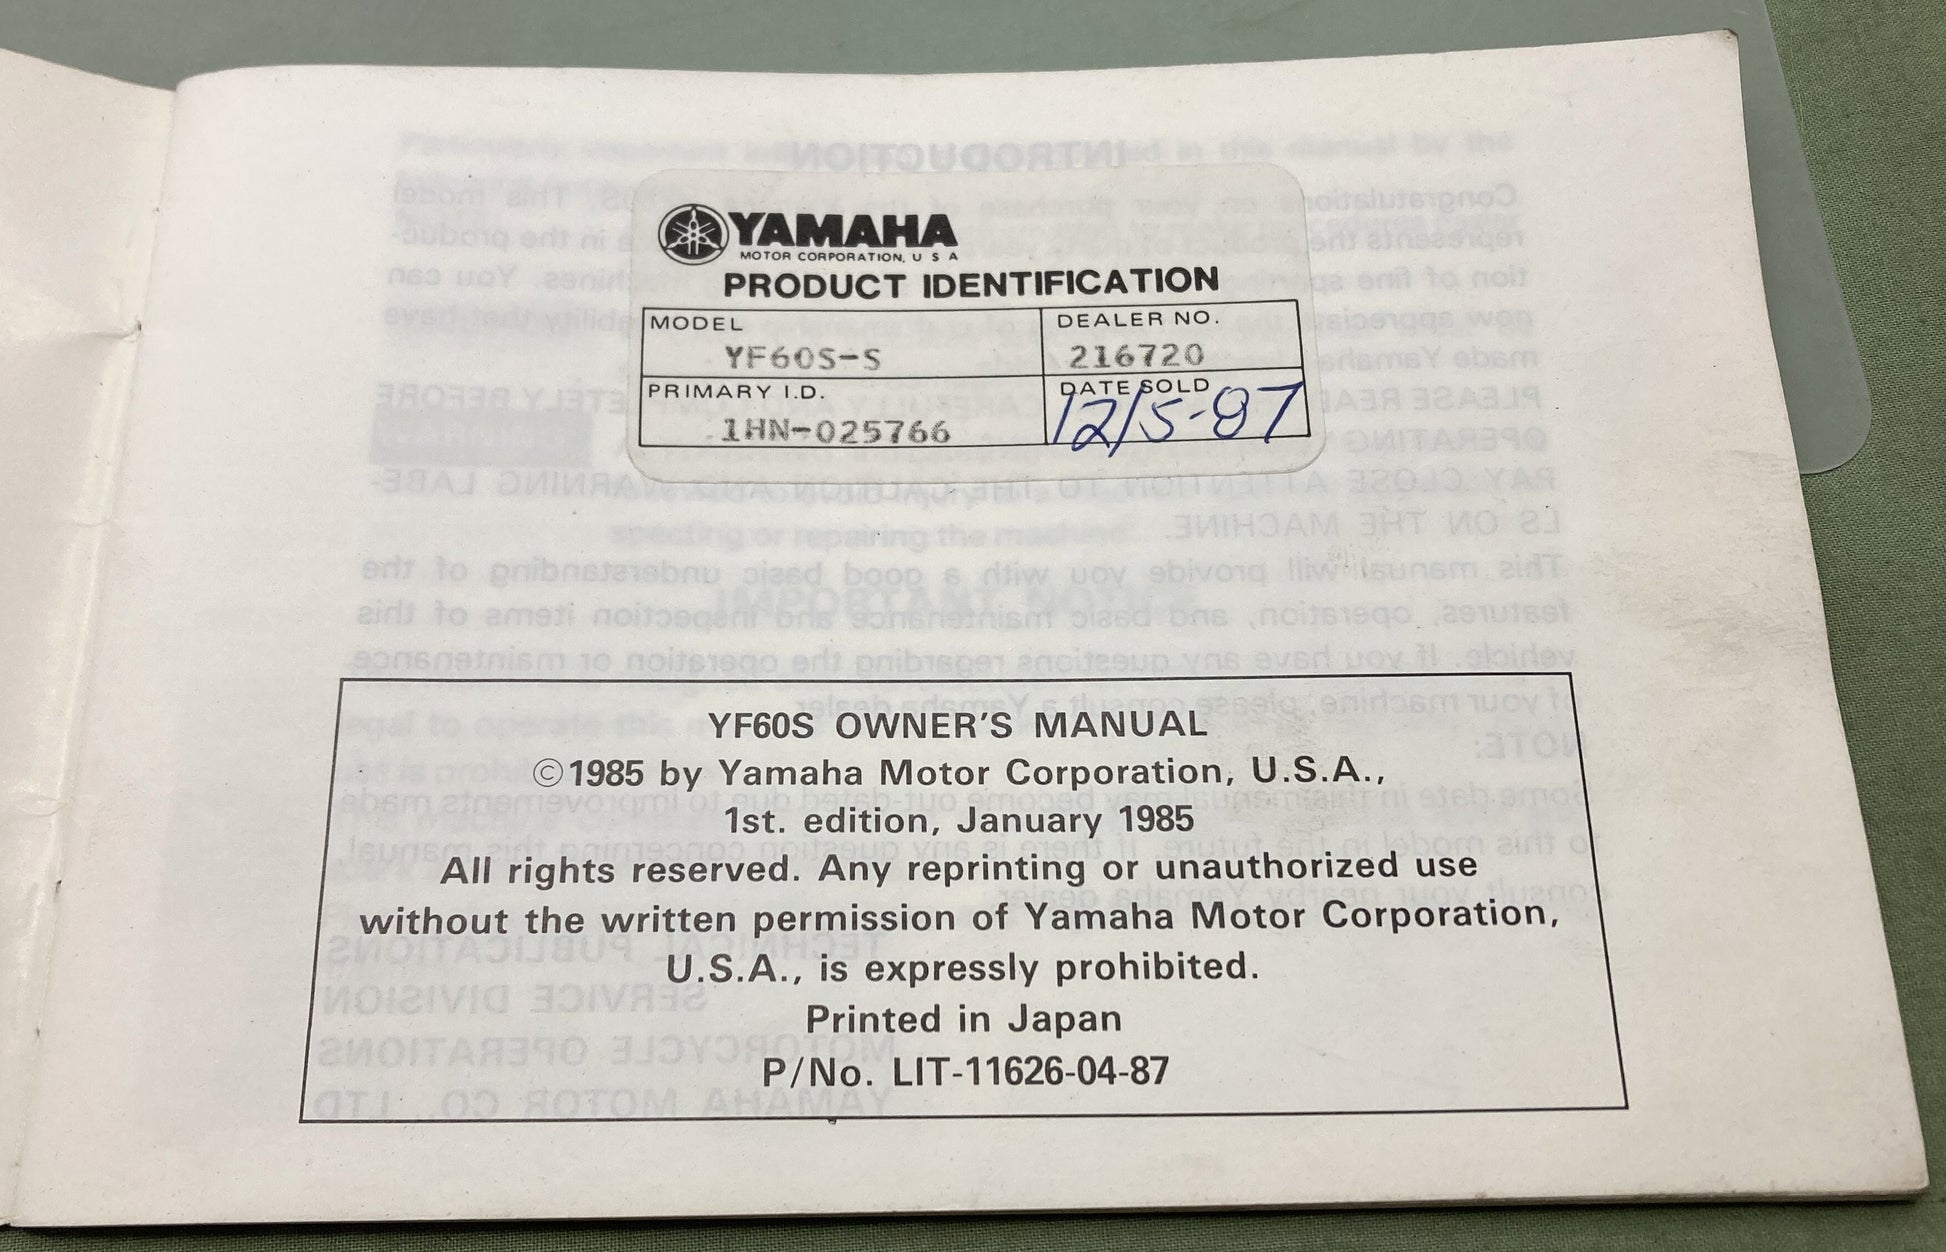 YAMAHA
MOTOR CORPORATION, U S A
PRODUCT IDENTIFICATION
MODEL
YF60S-S
DEALER NO.
216720
PRIMARY I.D.
1HN-025766
DATE SOLD
12/5-87
YF60S OWNER'S MANUAL
©1985 by Yamaha Motor Corporation, U.S.A.,
1st. edition, January 1985
All rights reserved. Any reprinting or unauthorized use
without the written permission of Yamaha Motor Corporation,
U.S.A., is expressly prohibited.
Printed in Japan
P/No. LIT-11626-04-87